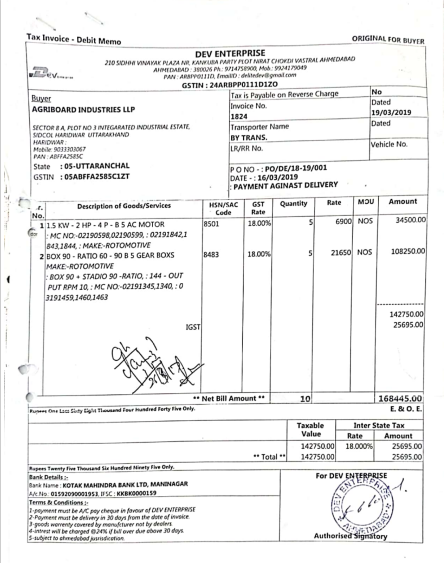 Tax Invoice - Debit Memo
ORIGINAL FOR BUYER
DEV ENTERPRISE
210 SIDHHI VINAYAK PLAZA NR, KANKUBA PARTY PLOT NIRAT CHOKDI VASTRAL AHMEDABAD
AHMEDABAD : 380026 Ph.: 9714758900, Mob.: 9924179049
PAN : ARBPP0111D, EmailID : delitedev@gmail.com
GSTIN : 24ARBPP0111D1ZO
Buyer
AGRIBOARD INDUSTRIES LLP
SECTOR 8 A, PLOT NO 3 INTEGARATED INDUSTRIAL ESTATE,
SIDCOL HARIDWAR UTTARAKHAND
HARIDWAR :
Mobile: 9033303067
PAN : ABFFA2585C
State : 05-UTTARANCHAL
GSTIN : 05ABFFA2585C1ZT
Tax is Payable on Reverse Charge
No
Invoice No.
1824
Dated
19/03/2019
Transporter Name
BY TRANS.
Dated
LR/RR No.
Vehicle No.
P O NO - : PO/DE/18-19/001
DATE - : 16/03/2019
: PAYMENT AGINAST DELIVERY
No. Description of Goods/Services HSN/SAC Code GST Rate Quantity Rate MOU Amount
1 1.5 KW - 2 HP - 4 P - B 5 AC MOTOR 8501 18.00% 5 6900 NOS 34500.00
: MC NO.-02190598,02190599, : 02191842,1
843,1844, : MAKE:-ROTOMOTIVE
2 BOX 90 - RATIO 60 - 90 B 5 GEAR BOXS 8483 18.00% 5 21650 NOS 108250.00
MAKE:-ROTOMOTIVE
: BOX 90 + STADIO 90 -RATIO, : 144 - OUT
PUT RPM 10, : MC NO.-02191345,1340, : 0
3191459,1460,1463
142750.00
IGST 25695.00
** Net Bill Amount ** 10 168445.00
Rupees One Lacs Sixty Eight Thousand Four Hundred Forty Five Only.
E. & O. E.
Taxable Value Inter State Tax
Rate Amount
142750.00 18.000% 25695.00
** Total ** 142750.00 25695.00
Rupees Twenty Five Thousand Six Hundred Ninety Five Only.
Bank Details :-
Bank Name : KOTAK MAHINDRA BANK LTD, MANINAGAR
A/c.No : 01592090001953, IFSC : KKBK0000159
Terms & Conditions :-
1-payment must be A/C pay cheque in favour of DEV ENTERPRISE
2-Payment must be delivery in 30 days from the date of invoice.
3-goods warranty covered by manufcturer not by dealers.
4-intrest will be charged @24% if bill over due above 30 days.
5-subject to ahmedabad jusrisdication.
For DEV ENTERPRISE
DEV ENTERPRISE
AHMEDABAD
Authorised Signatory